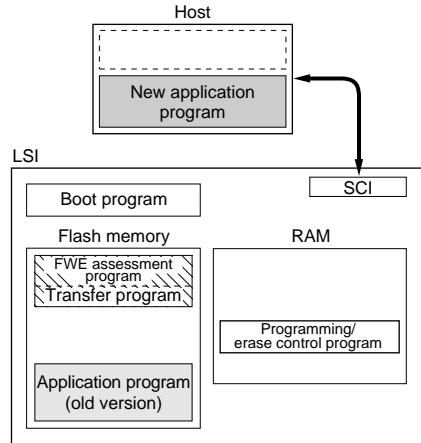 Host
New application
program
LSI
SCI
Boot program
Flash memory
RAM
FWE assessment
program
Transfer program
Programming/
erase control program
Application program
(old version)